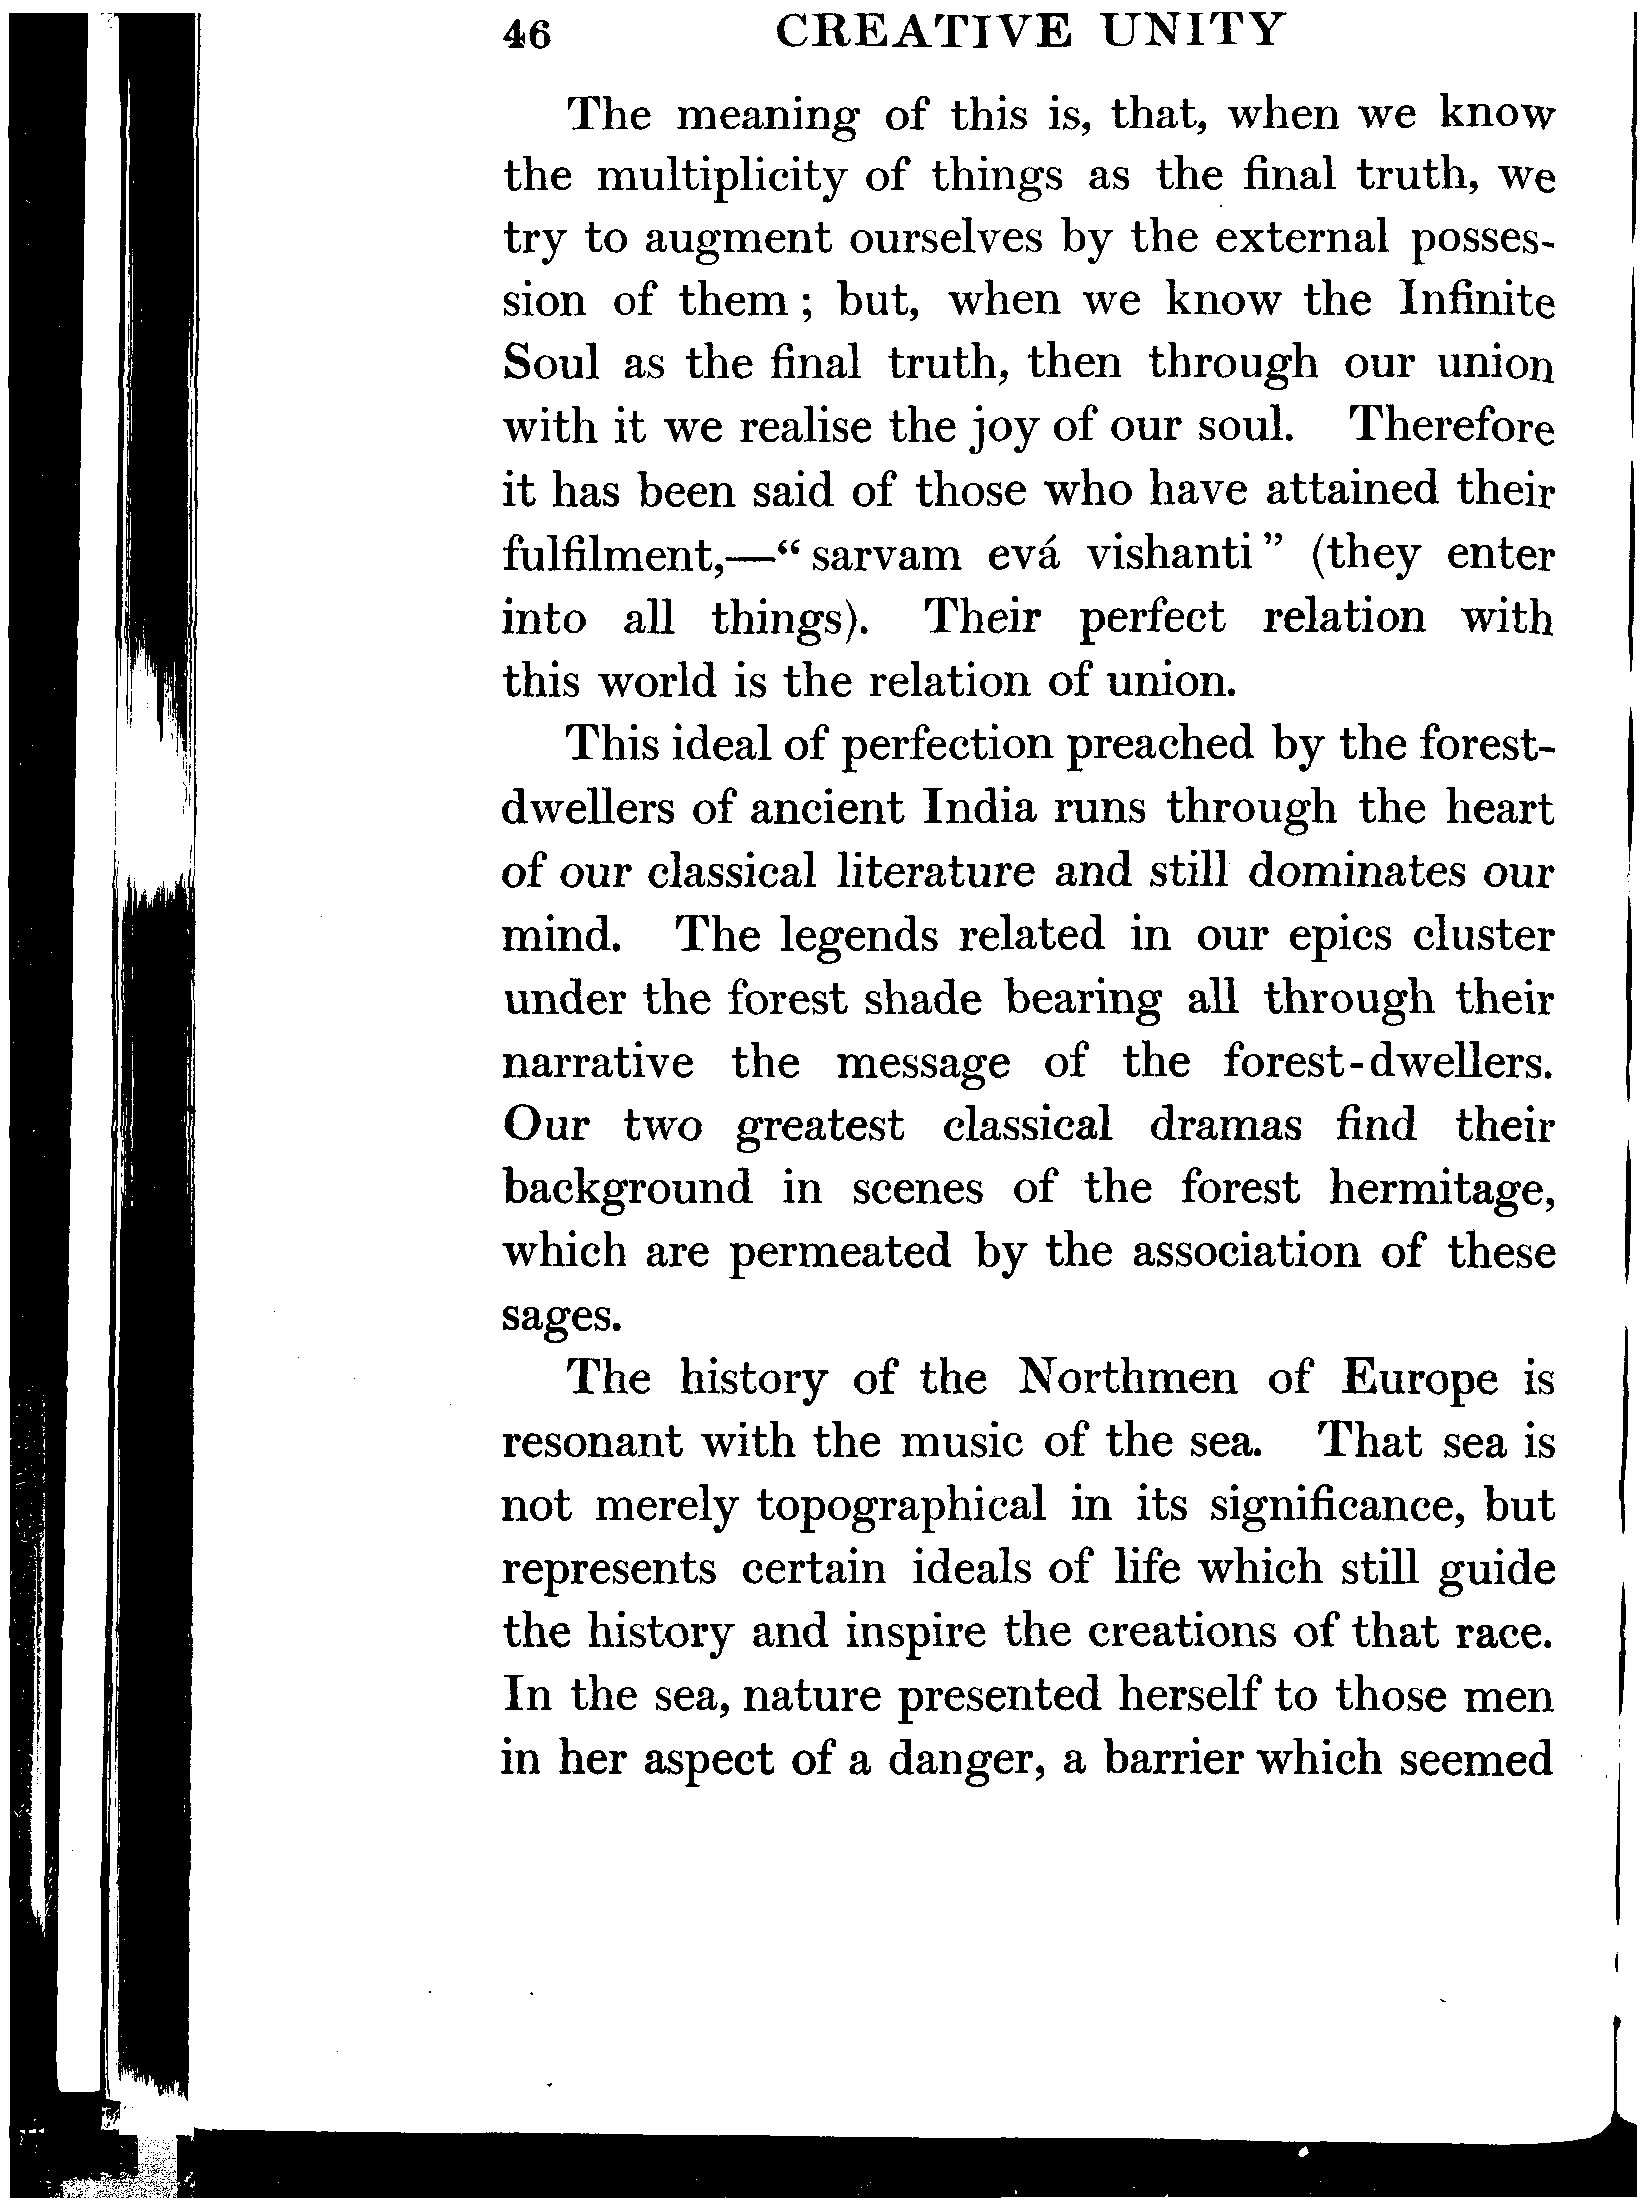 46 CREATIVE UNITY
The meaning of this is, that, when we know
the multiplicity of things as the final truth, we
try to augment ourselves by the external posses-
sion of them ; but, when we know the Infinite
Soul as the final truth, then through our union
with it we realise the joy of our soul. Therefore
it has been said of those who have attained their
fulfilment,—“ sarvam evá vishanti ” (they enter
into all things). Their perfect relation with
this world is the relation of union.
This ideal of perfection preached by the forest-
dwellers of ancient India runs through the heart
of our classical literature and still dominates our
mind. The legends related in our epics cluster
under the forest shade bearing all through their
narrative the message of the forest-dwellers.
Our two greatest classical dramas find their
background in scenes of the forest hermitage,
which are permeated by the association of these
sages.
The history of the Northmen of Europe is
resonant with the music of the sea. That sea is
not merely topographical in its significance, but
represents certain ideals of life which still guide
the history and inspire the creations of that race.
In the sea, nature presented herself to those men
in her aspect of a danger, a barrier which seemed